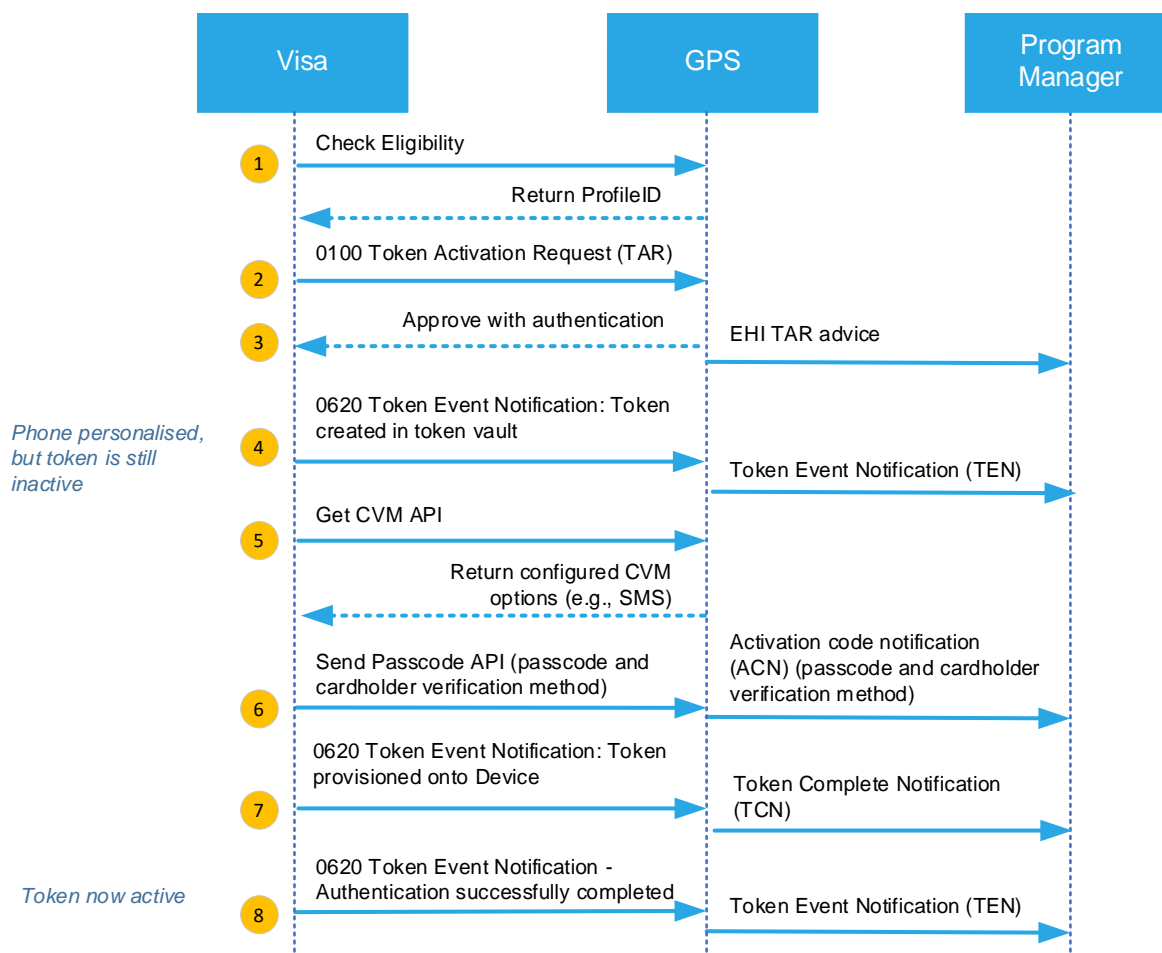 Visa
GPS
Program
Manager
Check Eligibility
1
Return ProfileID
0100 Token Activation Request (TAR)
2
Approve with authentication
EHI TAR advice
3
0620 Token Event Notification: Token
created in token vault
Phone personalised,
but token is still
inactive
4
Token Event Notification (TEN)
Get CVM API
5
Return configured CVM
options (e.g., SMS)
Send Passcode API (passcode and
cardholder verification method)
Activation code notification
(ACN) (passcode and cardholder
verification method)
6
0620 Token Event Notification: Token
provisioned onto Device
Token Complete Notification
(TCN)
7
0620 Token Event Notification -
Authentication successfully completed
Token now active
8
Token Event Notification (TEN)